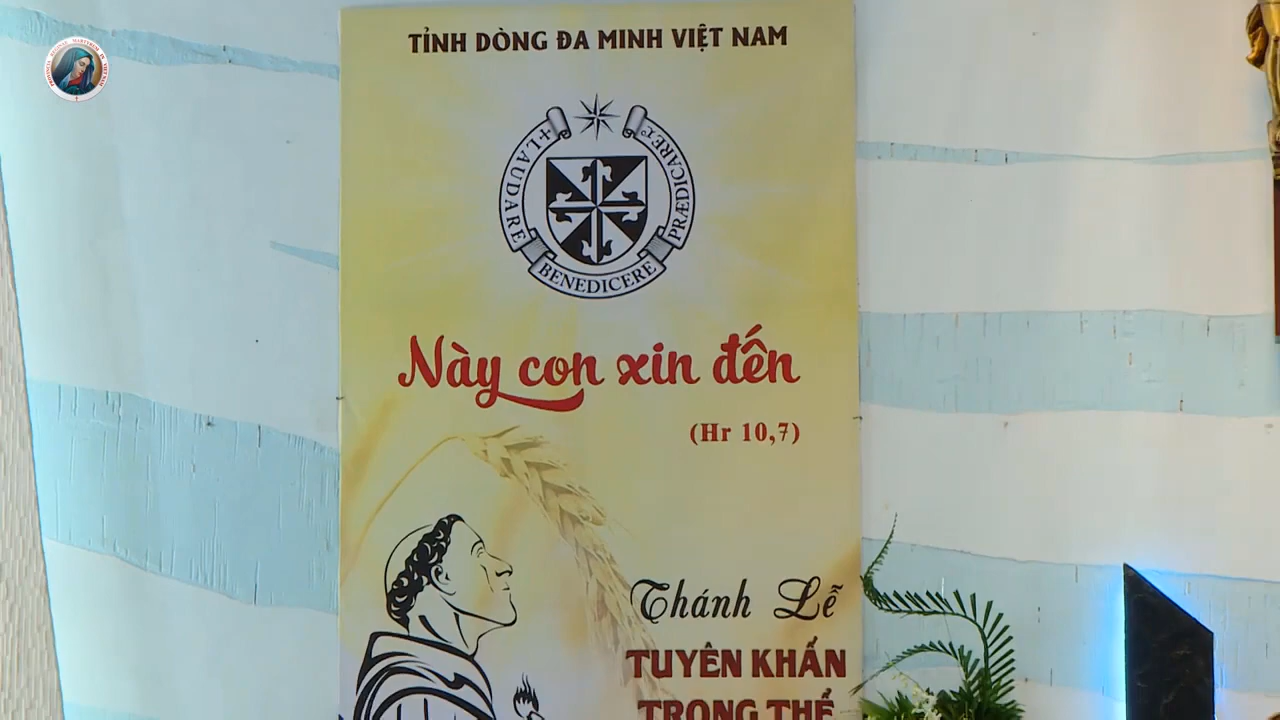 TỈNH DÒNG ĐA MINH VIỆT NAM
LAUDARE
BENEDICERE
PRÆDICARE
Này con xin đến
(Hr 10,7)
Thánh Lễ
TUYÊN KHẤN
TRỌNG THỂ